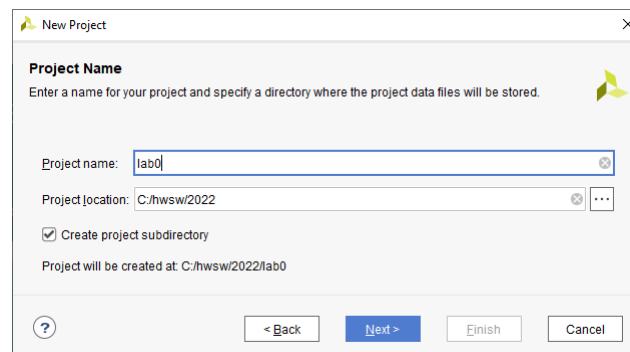 New Project
Project Name
Enter a name for your project and specify a directory where the project data files will be stored.
Project name: lab0
Project location: C:/hwsw/2022
Create project subdirectory
Project will be created at: C:/hwsw/2022/lab0
? < Back Next > Finish Cancel